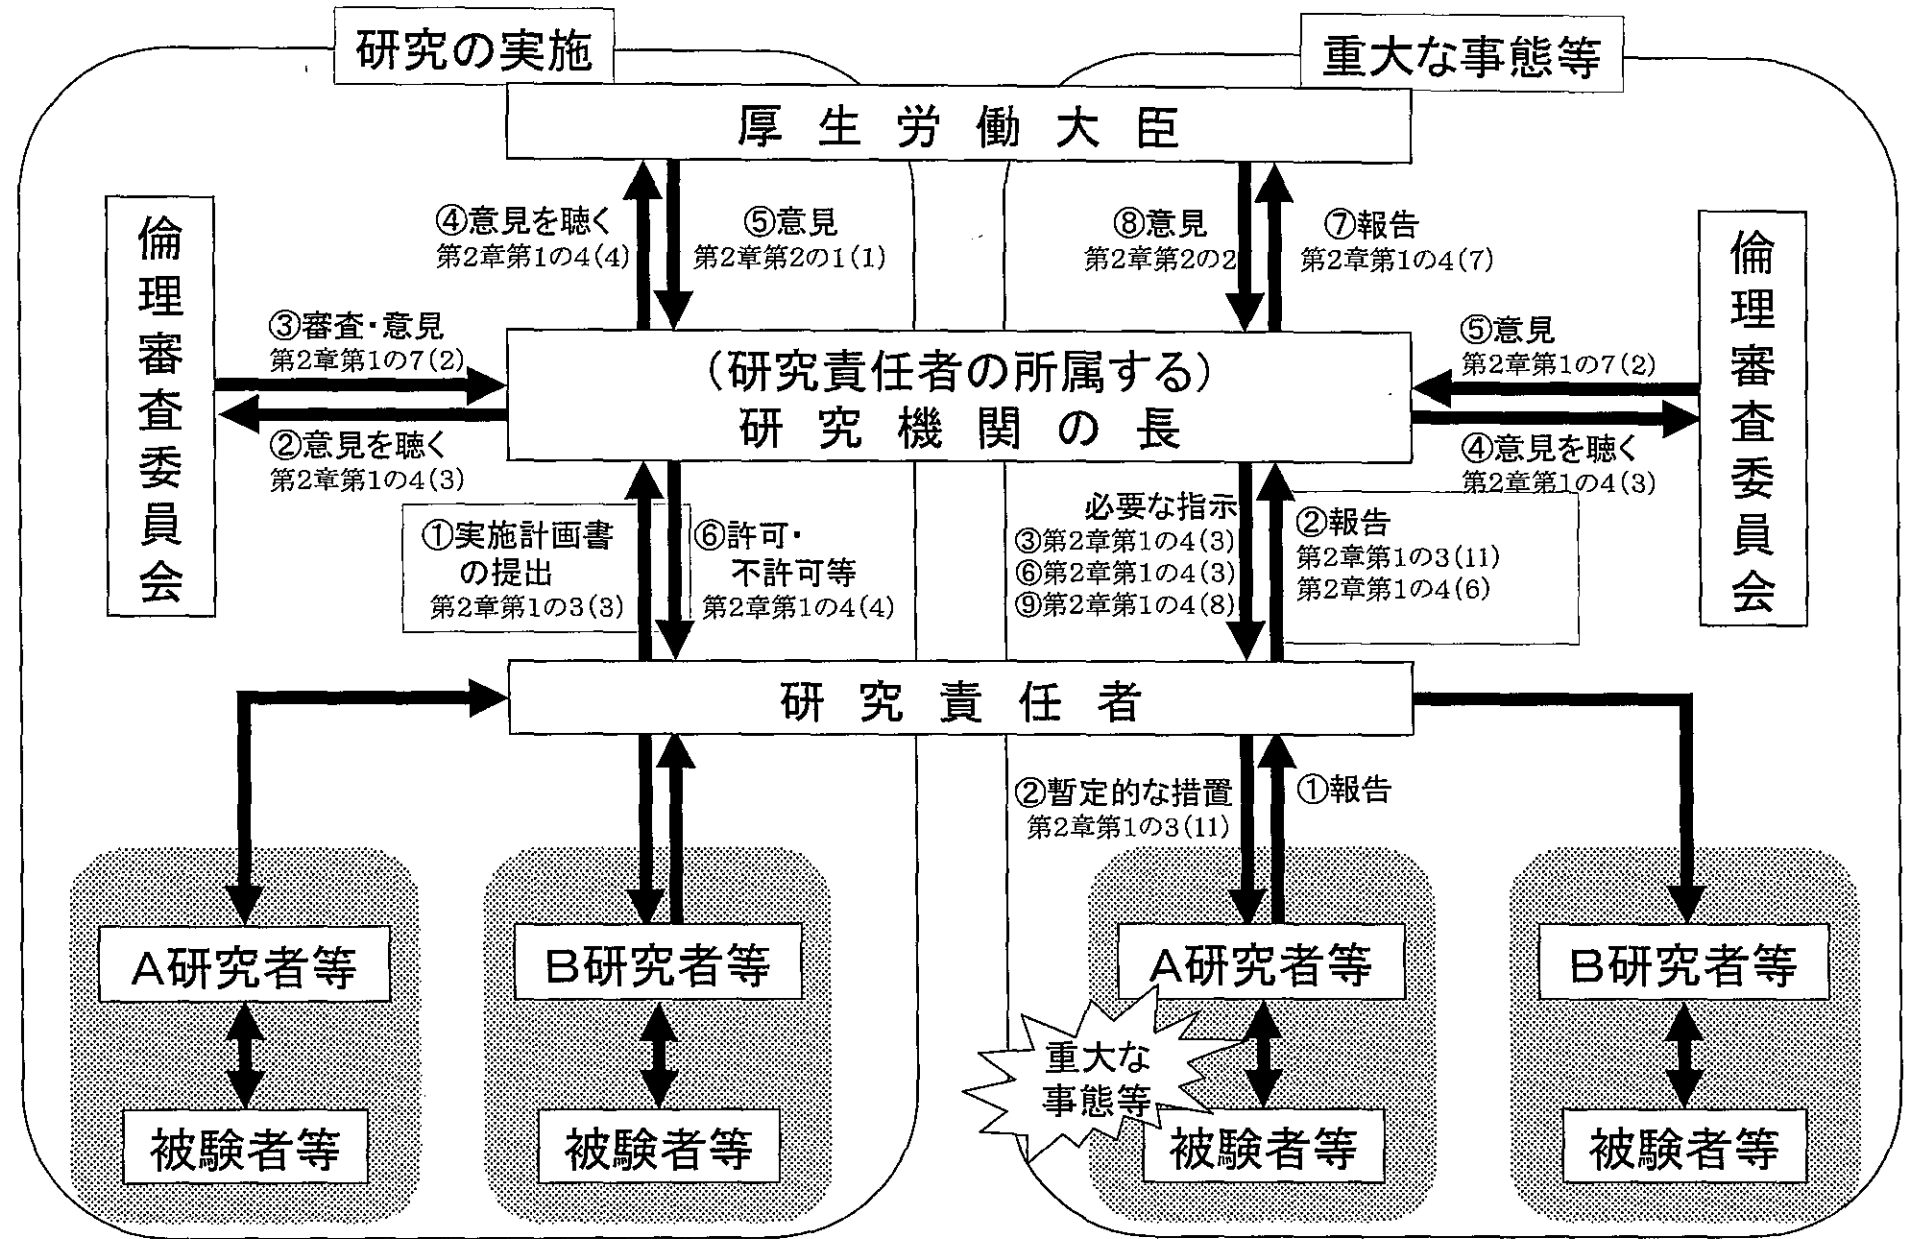 研究の実施
重大な事態等
厚生労働大臣
④意見を聴く
第2章第1の4(4)
⑤意見
第2章第2の1(1)
⑧意見
第2章第2の2
⑦報告
第2章第1の4(7)
倫理審査委員会
③審査・意見
第2章第1の7(2)
②意見を聴く
第2章第1の4(3)
(研究責任者の所属する)
研究機関の長
⑤意見
第2章第1の7(2)
④意見を聴く
第2章第1の4(3)
倫理審査委員会
①実施計画書
の提出
第2章第1の3(3)
⑥許可・
不許可等
第2章第1の4(4)
必要な指示
③第2章第1の4(3)
⑥第2章第1の4(3)
⑨第2章第1の4(8)
②報告
第2章第1の3(11)
第2章第1の4(6)
研究責任者
②暫定的な措置
第2章第1の3(11)
①報告
A研究者等
B研究者等
A研究者等
B研究者等
重大な
事態等
被験者等
被験者等
被験者等
被験者等